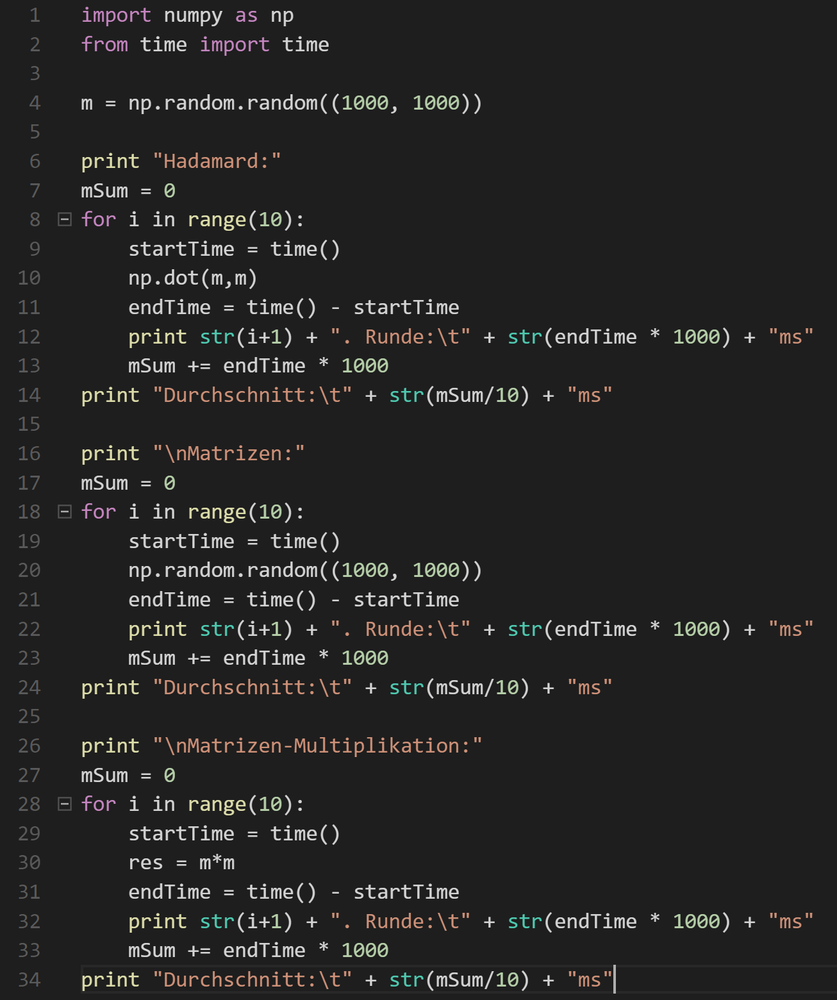 1 import numpy as np
2 from time import time
3
4 m = np.random.random((1000, 1000))
5
6 print "Hadamard:"
7 mSum = 0
8 for i in range(10):
9     startTime = time()
10     np.dot(m,m)
11     endTime = time() - startTime
12     print str(i+1) + ". Runde:\t" + str(endTime * 1000) + "ms"
13     mSum += endTime * 1000
14 print "Durchschnitt:\t" + str(mSum/10) + "ms"
15
16 print "\nMatrizen:"
17 mSum = 0
18 for i in range(10):
19     startTime = time()
20     np.random.random((1000, 1000))
21     endTime = time() - startTime
22     print str(i+1) + ". Runde:\t" + str(endTime * 1000) + "ms"
23     mSum += endTime * 1000
24 print "Durchschnitt:\t" + str(mSum/10) + "ms"
25
26 print "\nMatrizen-Multiplikation:"
27 mSum = 0
28 for i in range(10):
29     startTime = time()
30     res = m*m
31     endTime = time() - startTime
32     print str(i+1) + ". Runde:\t" + str(endTime * 1000) + "ms"
33     mSum += endTime * 1000
34 print "Durchschnitt:\t" + str(mSum/10) + "ms"